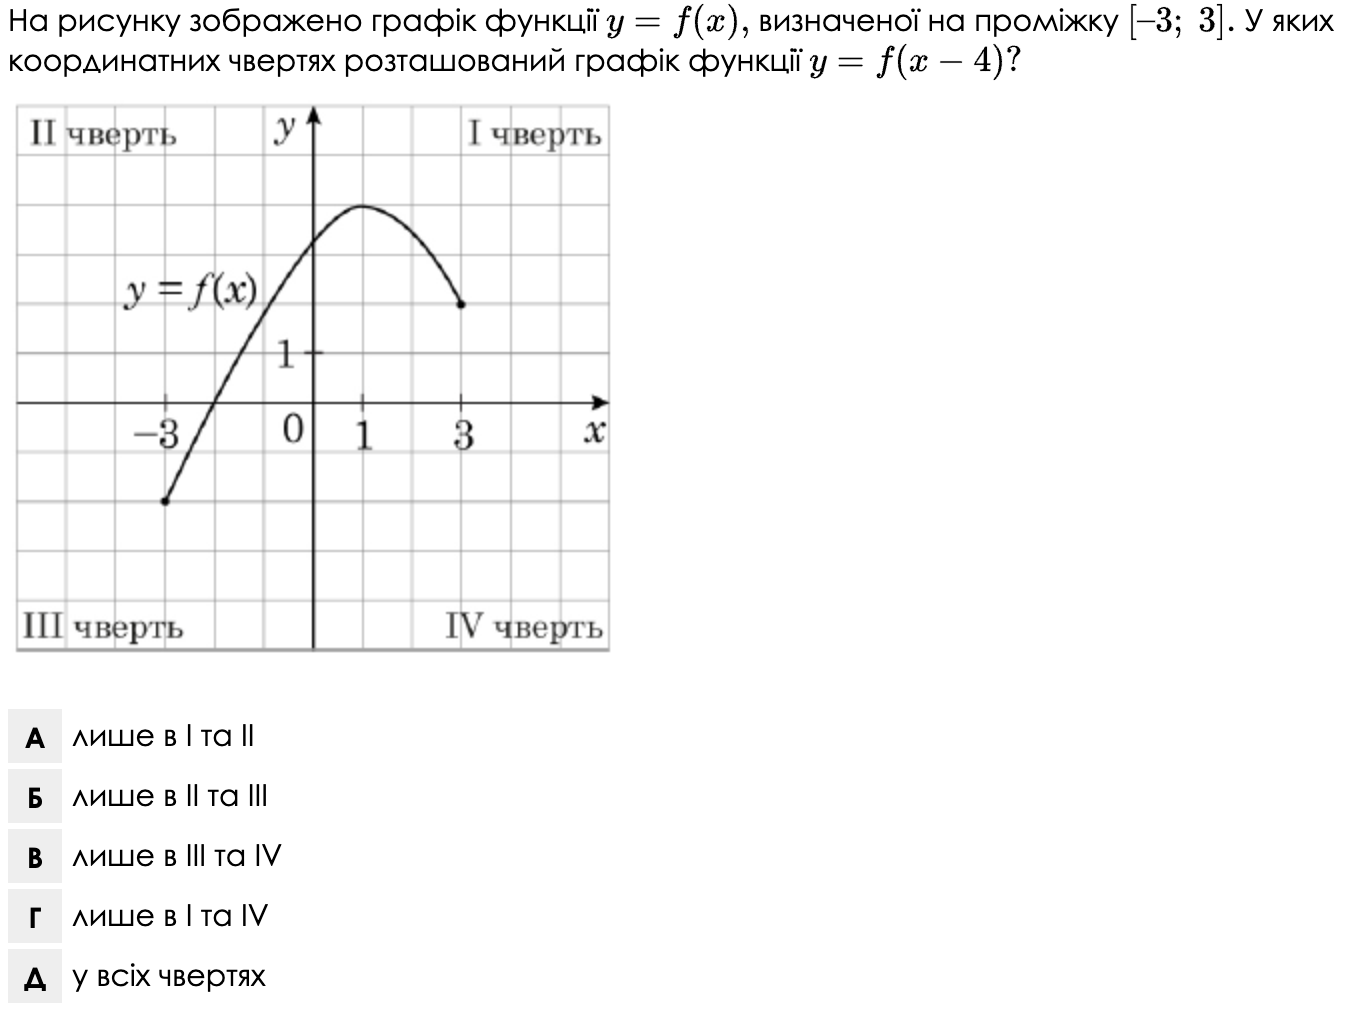 На рисунку зображено графік функції y = f(x), визначеної на проміжку [–3; 3]. У яких
координатних чвертях розташований графік функції y = f(x − 4)?
II чверть
y
I чверть
y = f(x)
1
−3
0
1
3
x
III чверть
IV чверть
А лише в I та II
Б лише в II та III
В лише в III та IV
Г лише в I та IV
Д у всіх чвертях